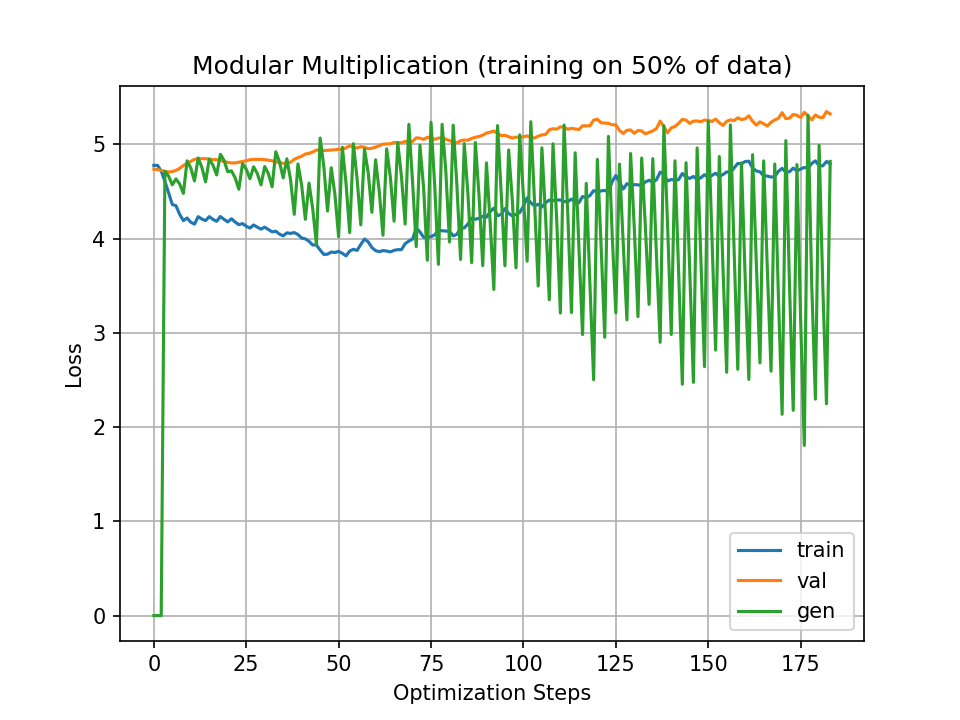 Modular Multiplication (training on 50% of data)
Loss
5
4
3
2
1
0
train
val
gen
0 25 50 75 100 125 150 175
Optimization Steps